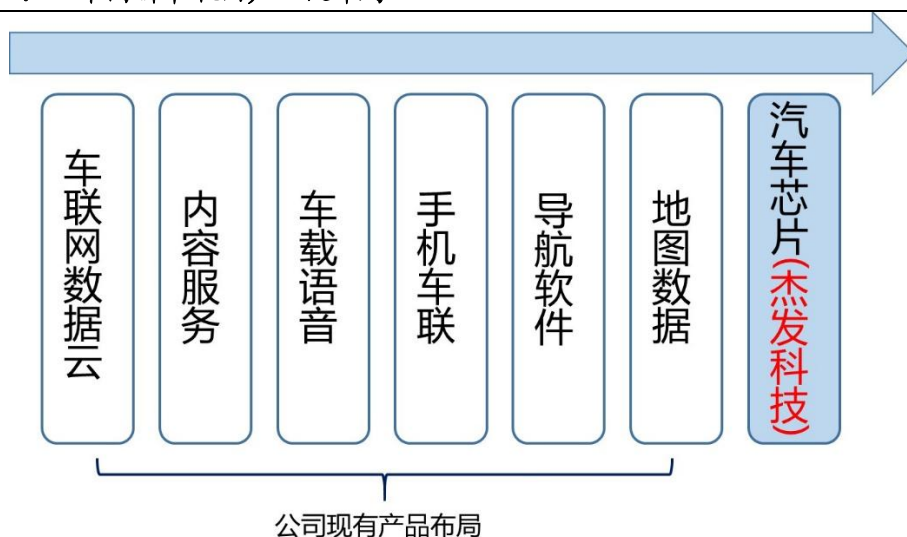 车联网数据云
内容服务
车载语音
手机车联
导航软件
地图数据
汽车芯片(杰发科技)
公司现有产品布局